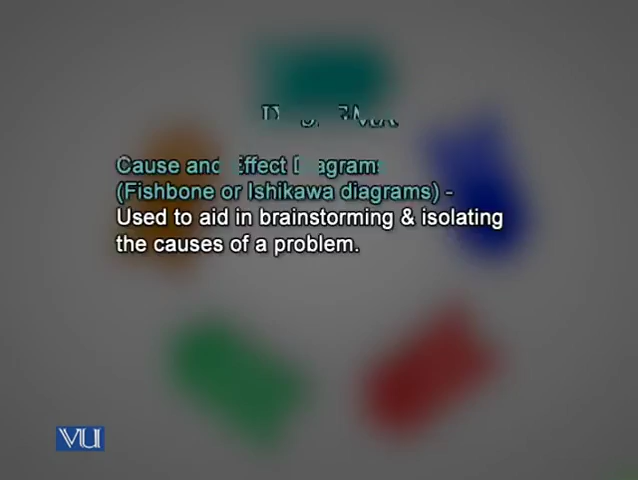 Cause and Effect Diagrams
(Fishbone or Ishikawa diagrams) -
Used to aid in brainstorming & isolating
the causes of a problem.
VU